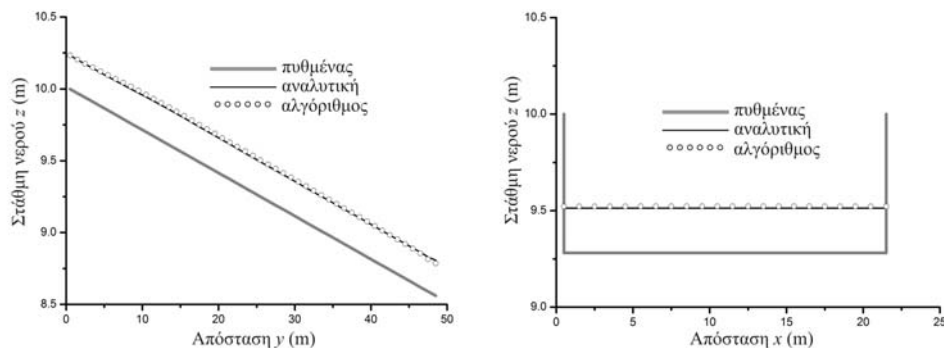 10.5
10.0
9.5
9.0
8.5
Στάθμη νερού z (m)
πυθμένας
αναλυτική
αλγόριθμος
0
10
20
30
40
50
Απόσταση y (m)
10.5
10.0
9.5
9.0
Στάθμη νερού z (m)
πυθμένας
αναλυτική
αλγόριθμος
0
5
10
15
20
25
Απόσταση x (m)